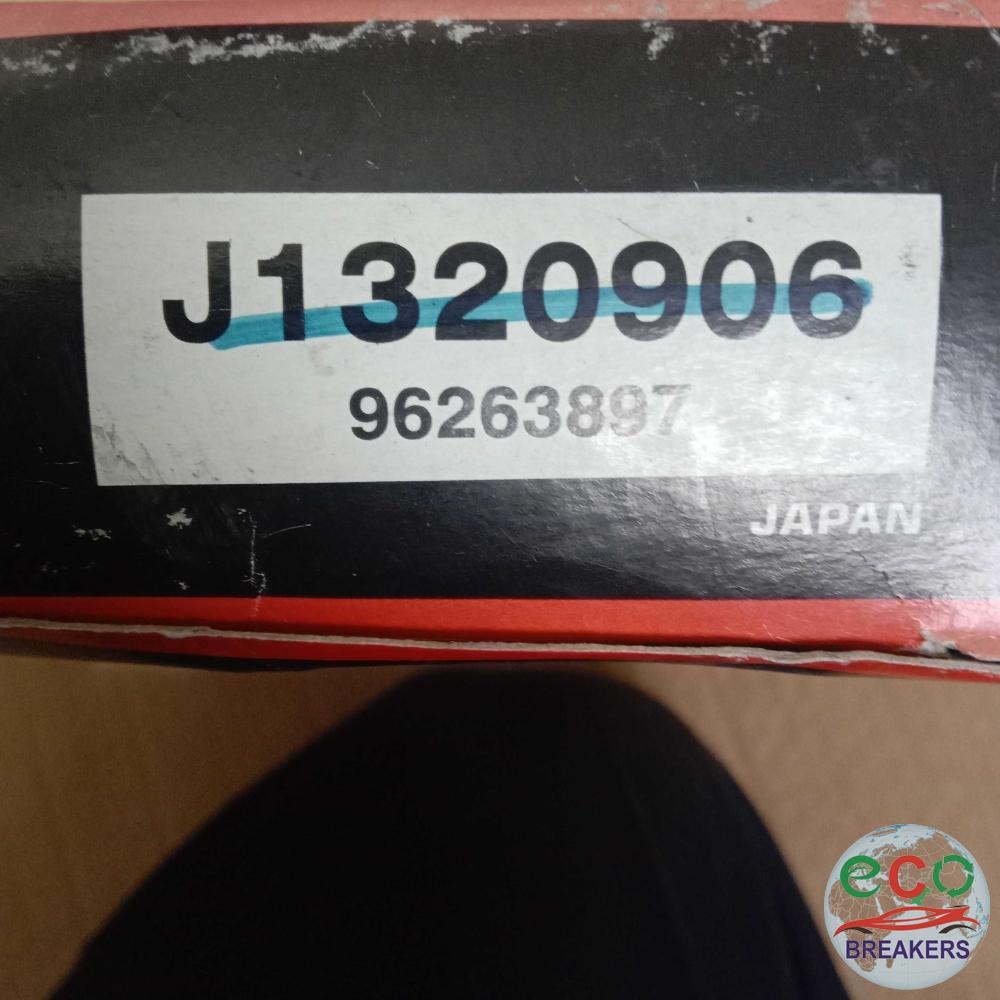 J1320906
96263897
JAPAN
eco
BREAKERS